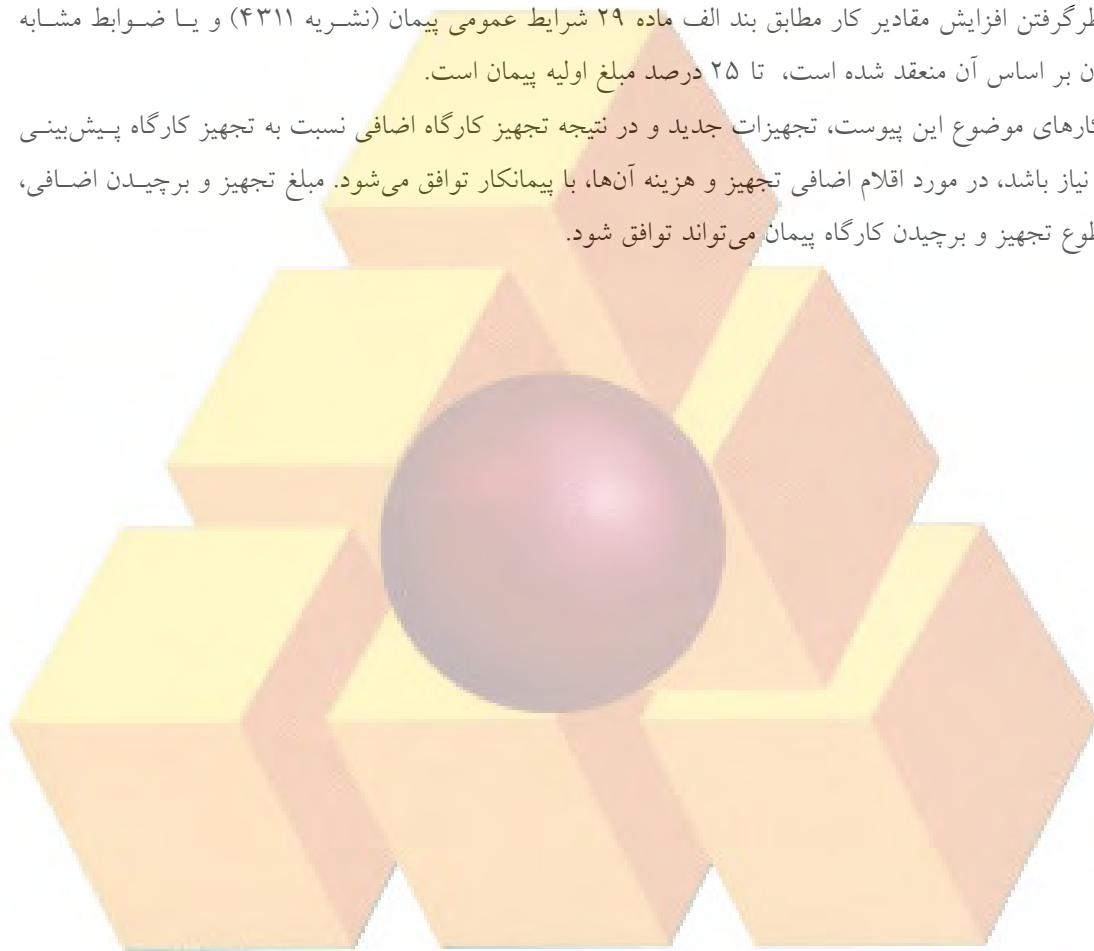 طرگرفتن افزایش مقادیر کار مطابق بند الف ماده ۲۹ شرایط عمومی پیمان (نشریه ۴۳۱۱) و یا ضوابط مشابه
ن بر اساس آن منعقد شده است، تا ۲۵ درصد مبلغ اولیه پیمان است.
کارهای موضوع این پیوست، تجهیزات جدید و در نتیجه تجهیز کارگاه اضافی نسبت به تجهیز کارگاه پیش‌بینی
نیاز باشد، در مورد اقلام اضافی تجهیز و هزینه آن‌ها، با پیمانکار توافق می‌شود. مبلغ تجهیز و برچیدن اضافی،
طوع تجهیز و برچیدن کارگاه پیمان می‌تواند توافق شود.